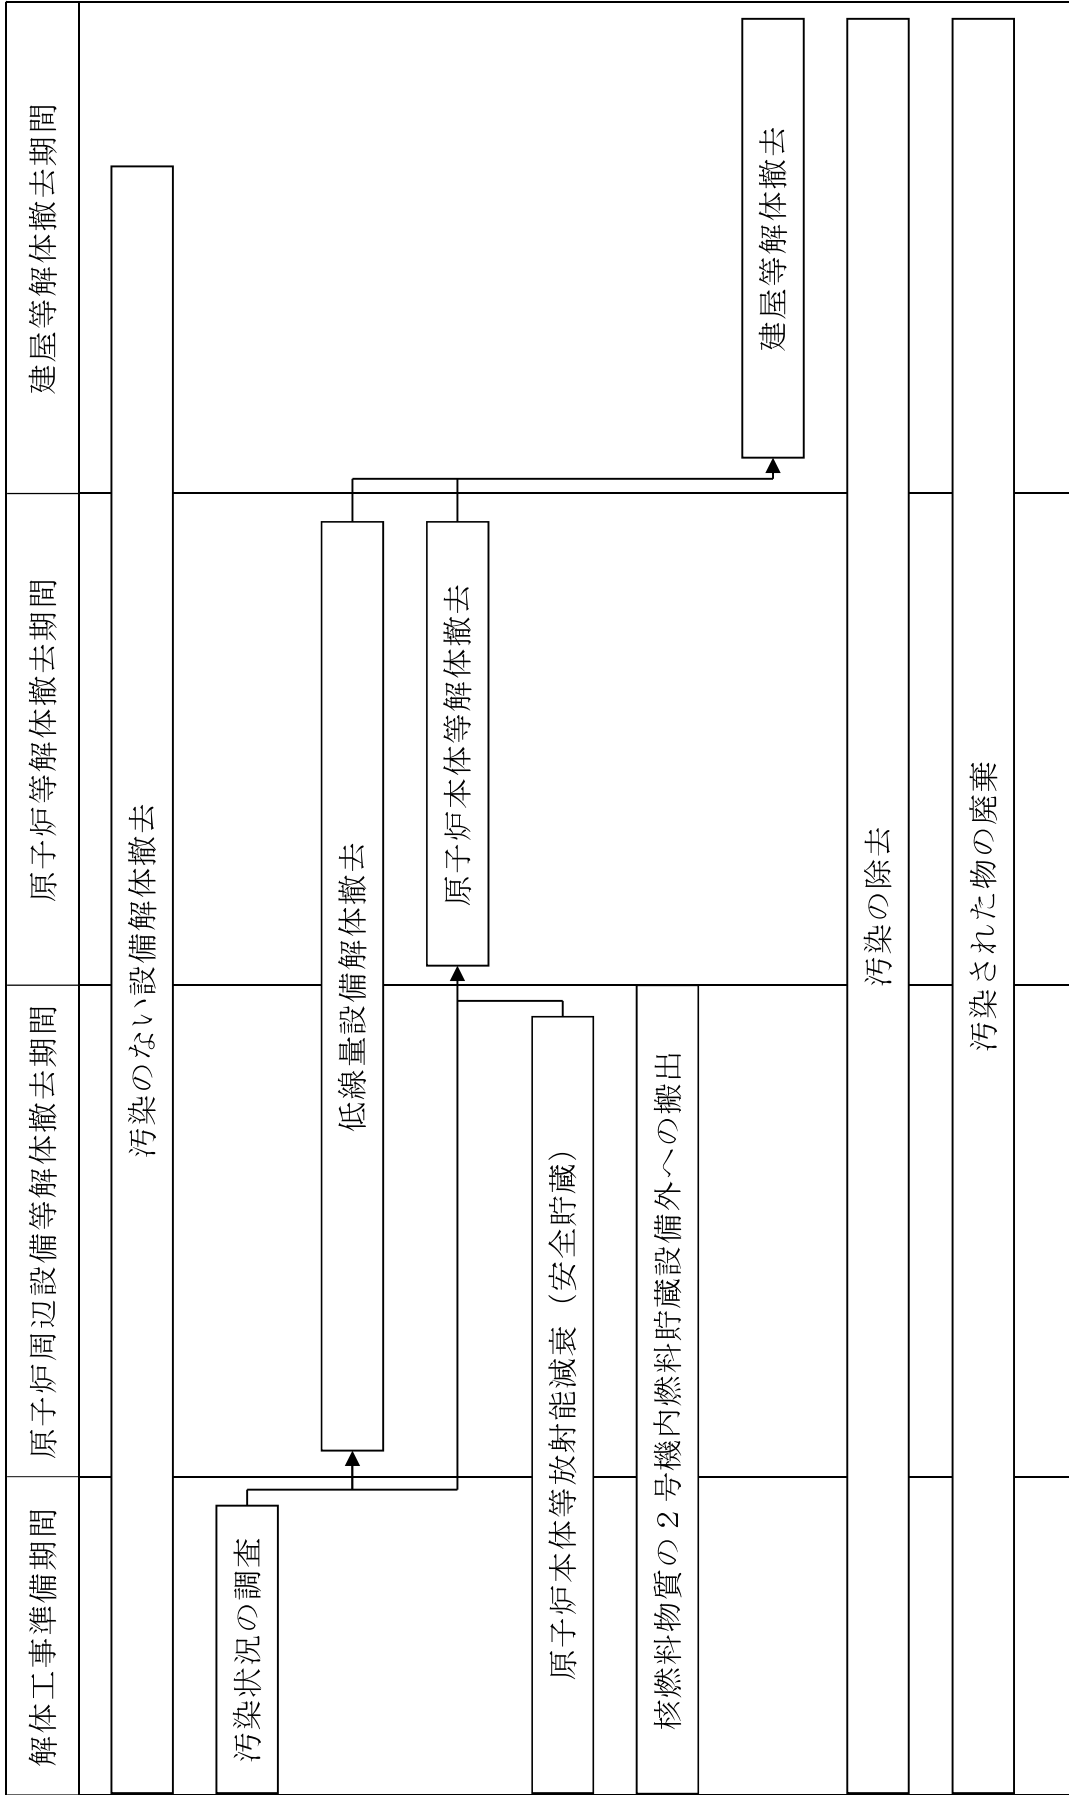 解体工事準備期間
原子炉周辺設備等解体撤去期間
原子炉等解体撤去期間
建屋等解体撤去期間
汚染のない設備解体撤去
汚染状況の調査
低線量設備解体撤去
原子炉本体等解体撤去
原子炉本体等放射能減衰（安全貯蔵）
核燃料物質の２号機内燃料貯蔵設備外への搬出
建屋等解体撤去
汚染の除去
汚染された物の廃棄